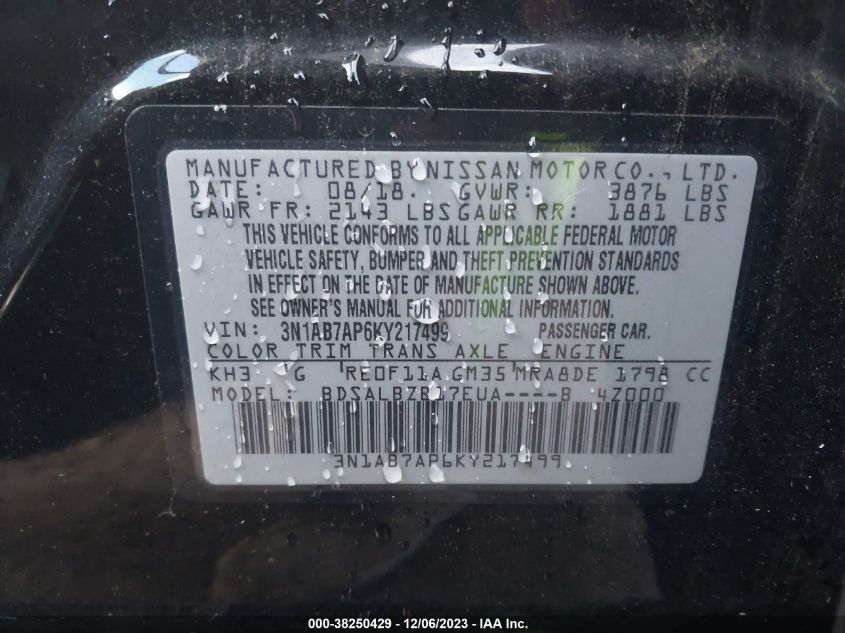 MANUFACTURED BY NISSAN MOTOR CO., LTD.
DATE: 08/18. GVWR: 3876 LBS
GAWR FR: 2143 LBS GAWR RR: 1881 LBS
THIS VEHICLE CONFORMS TO ALL APPLICABLE FEDERAL MOTOR
VEHICLE SAFETY, BUMPER AND THEFT PREVENTION STANDARDS
IN EFFECT ON THE DATE OF MANUFACTURE SHOWN ABOVE.
SEE OWNER'S MANUAL FOR ADDITIONAL INFORMATION.
VIN: 3N1AB7AP6KY217499 PASSENGER CAR.
COLOR TRIM TRANS AXLE ENGINE
KH3 G RE0F11A GM35 MRA8DE 1798 CC
MODEL: 4Z000
3N1AB7AP6KY217499
000-38250429 - 12/06/2023 - IAA Inc.